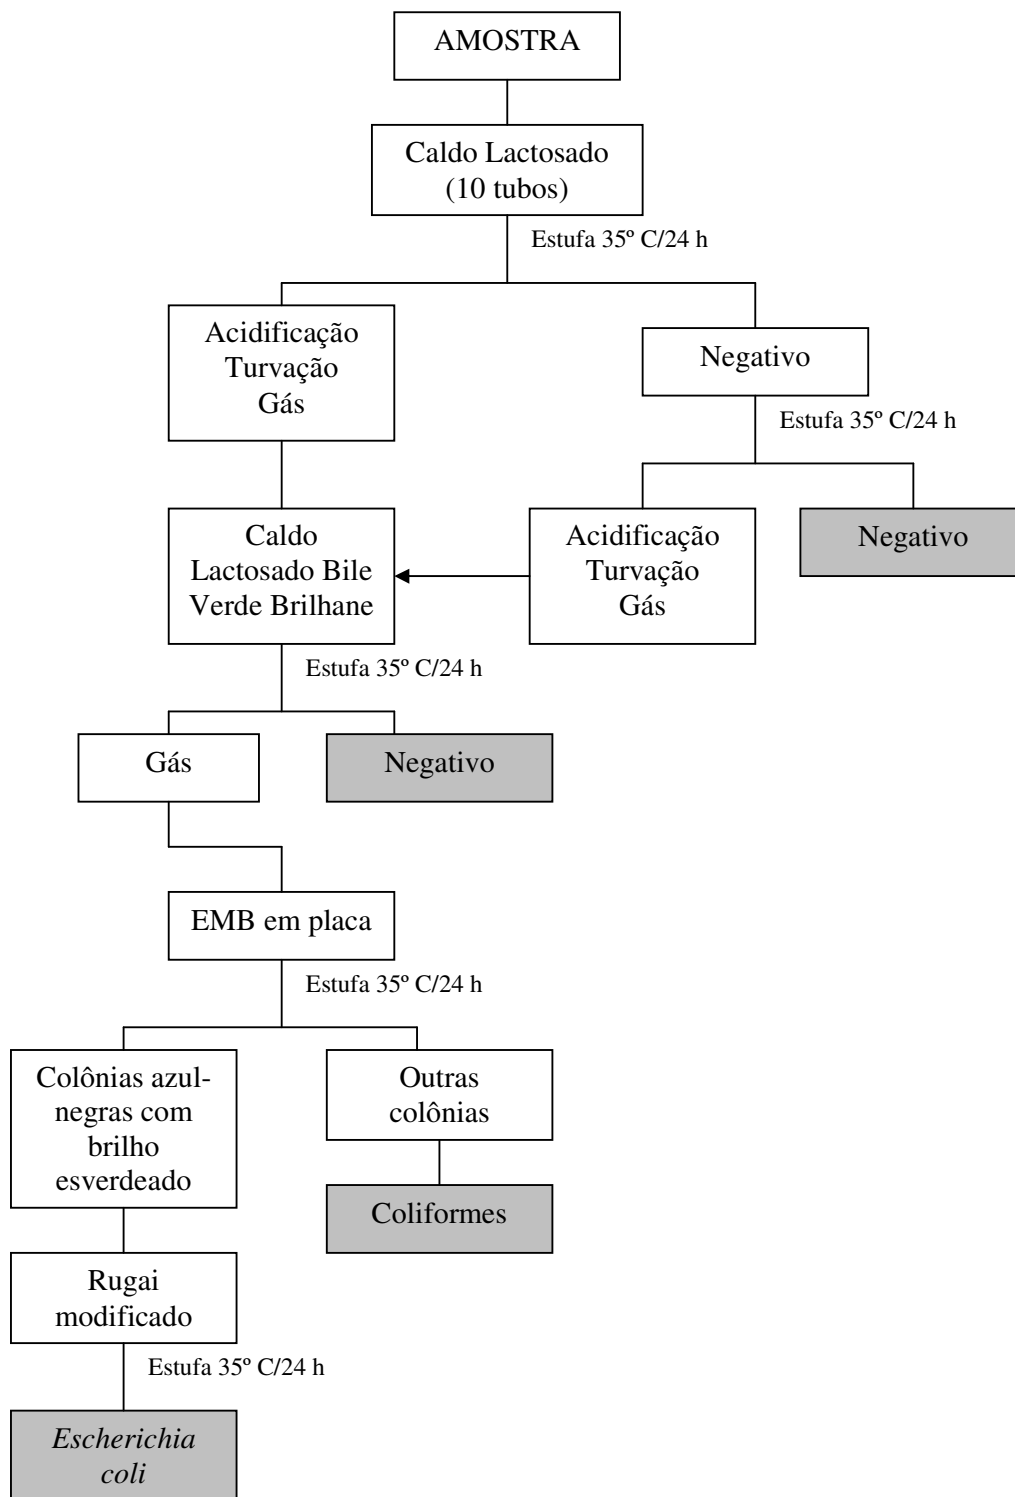 AMOSTRA
Caldo Lactosado
(10 tubos)
Estufa 35º C/24 h
Acidificação
Turvação
Gás
Negativo
Estufa 35º C/24 h
Caldo
Lactosado Bile
Verde Brilhane
Acidificação
Turvação
Gás
Negativo
Estufa 35º C/24 h
Gás
Negativo
EMB em placa
Estufa 35º C/24 h
Colônias azul-
negras com
brilho
esverdeado
Outras
colônias
Coliformes
Rugai
modificado
Estufa 35º C/24 h
Escherichia
coli